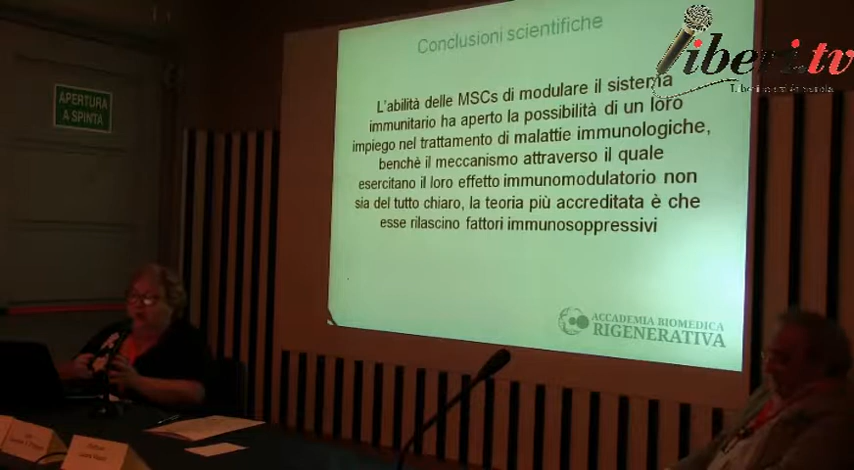 Conclusioni scientifiche
iberi.tv
APERTURA
A SPINTA
L'abilità delle MSCs di modulare il sistema
immunitario ha aperto la possibilità di un loro
impiego nel trattamento di malattie immunologiche,
benchè il meccanismo attraverso il quale
esercitano il loro effetto immunomodulatorio non
sia del tutto chiaro, la teoria più accreditata è che
esse rilascino fattori immunosoppressivi
ACCADEMIA BIOMEDICA
RIGENERATIVA